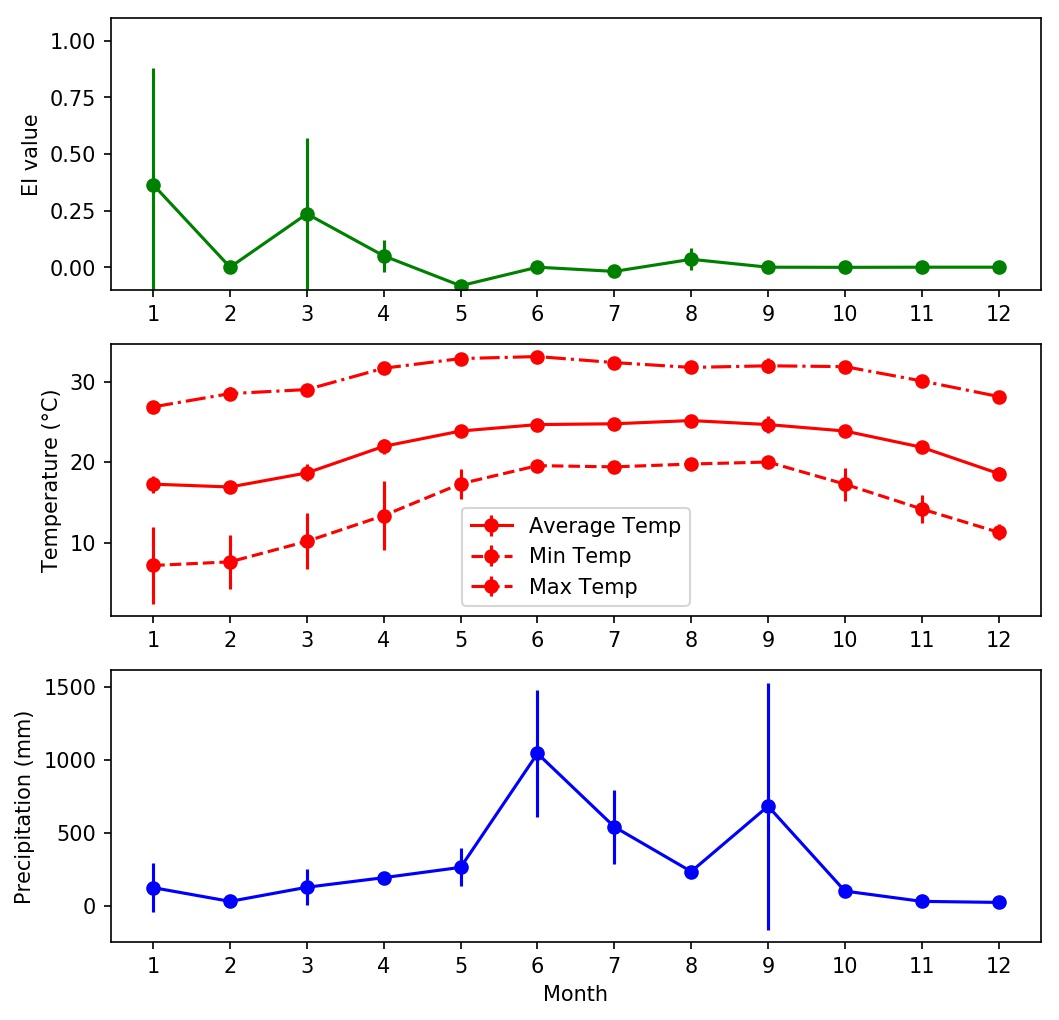 1.00
0.75
0.50
0.25
0.00
EI value
1 2 3 4 5 6 7 8 9 10 11 12
30
20
10
Temperature (°C)
Average Temp
Min Temp
Max Temp
1 2 3 4 5 6 7 8 9 10 11 12
1500
1000
500
0
Precipitation (mm)
1 2 3 4 5 6 7 8 9 10 11 12
Month